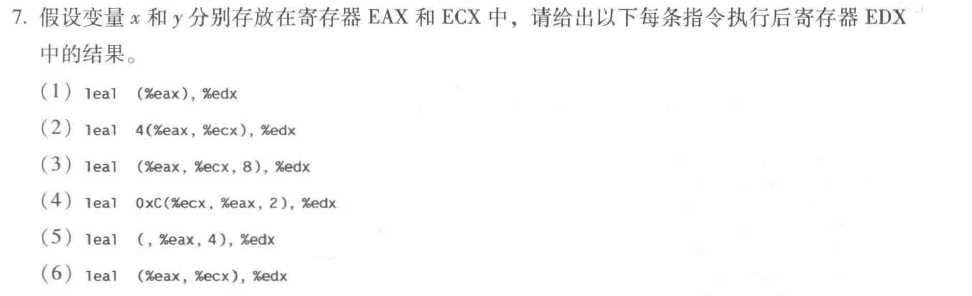 7. 假设变量 x 和 y 分别存放在寄存器 EAX 和 ECX 中，请给出以下每条指令执行后寄存器 EDX
中的结果。
（1）leal (%eax), %edx
（2）leal 4(%eax, %ecx), %edx
（3）leal (%eax, %ecx, 8), %edx
（4）leal 0xC(%ecx, %eax, 2), %edx
（5）leal (, %eax, 4), %edx
（6）leal (%eax, %ecx), %edx